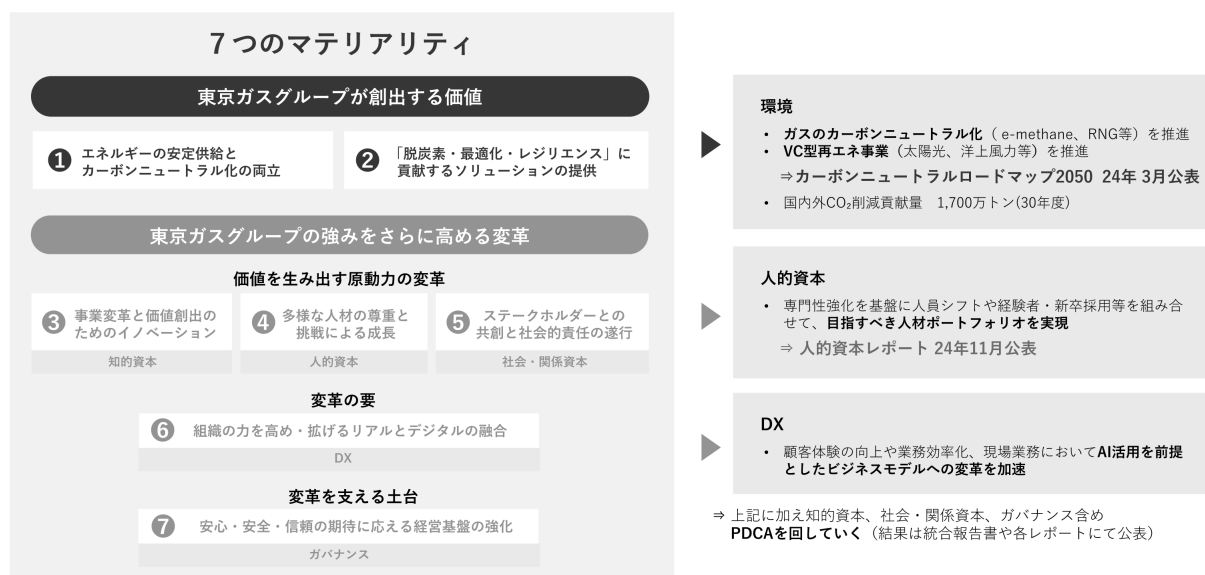 7つのマテリアリティ
東京ガスグループが創出する価値
❶ エネルギーの安定供給と
カーボンニュートラル化の両立
❷ 「脱炭素・最適化・レジリエンス」に
貢献するソリューションの提供
東京ガスグループの強みをさらに高める変革
価値を生み出す原動力の変革
❸ 事業変革と価値創出の
ためのイノベーション
知的資本
❹ 多様な人材の尊重と
挑戦による成長
人的資本
❺ ステークホルダーとの
共創と社会的責任の遂行
社会・関係資本
変革の要
❻ 組織の力を高め・拡げるリアルとデジタルの融合
DX
変革を支える土台
❼ 安心・安全・信頼の期待に応える経営基盤の強化
ガバナンス
環境
• ガスのカーボンニュートラル化（ e-methane、RNG等）を推進
• VC型再エネ事業（太陽光、洋上風力等）を推進
⇒カーボンニュートラルロードマップ2050 24年 3月公表
• 国内外CO₂削減貢献量 1,700万トン(30年度)
人的資本
• 専門性強化を基盤に人員シフトや経験者・新卒採用等を組み合
せて、目指すべき人材ポートフォリオを実現
⇒ 人的資本レポート 24年11月公表
DX
• 顧客体験の向上や業務効率化、現場業務においてAI活用を前提
としたビジネスモデルへの変革を加速
⇒ 上記に加え知的資本、社会・関係資本、ガバナンス含め
PDCAを回していく（結果は統合報告書や各レポートにて公表）